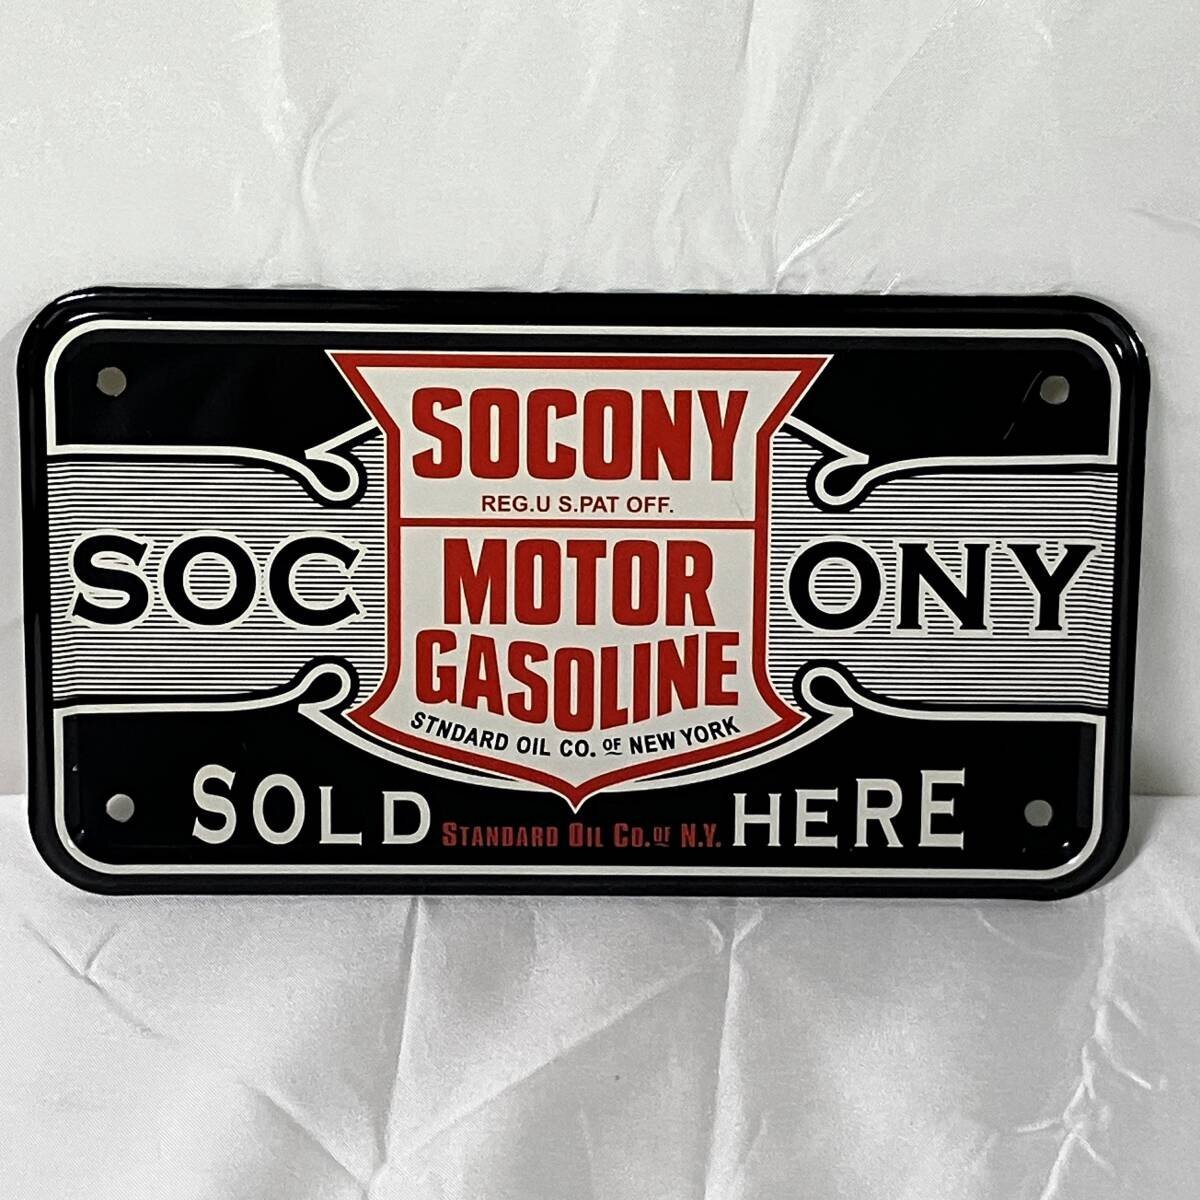 SOCONY
REG.U S.PAT OFF.
SOC ONY
MOTOR
GASOLINE
STNDARD OIL CO. OF NEW YORK
SOLD STANDARD OIL CO. OF N.Y. HERE